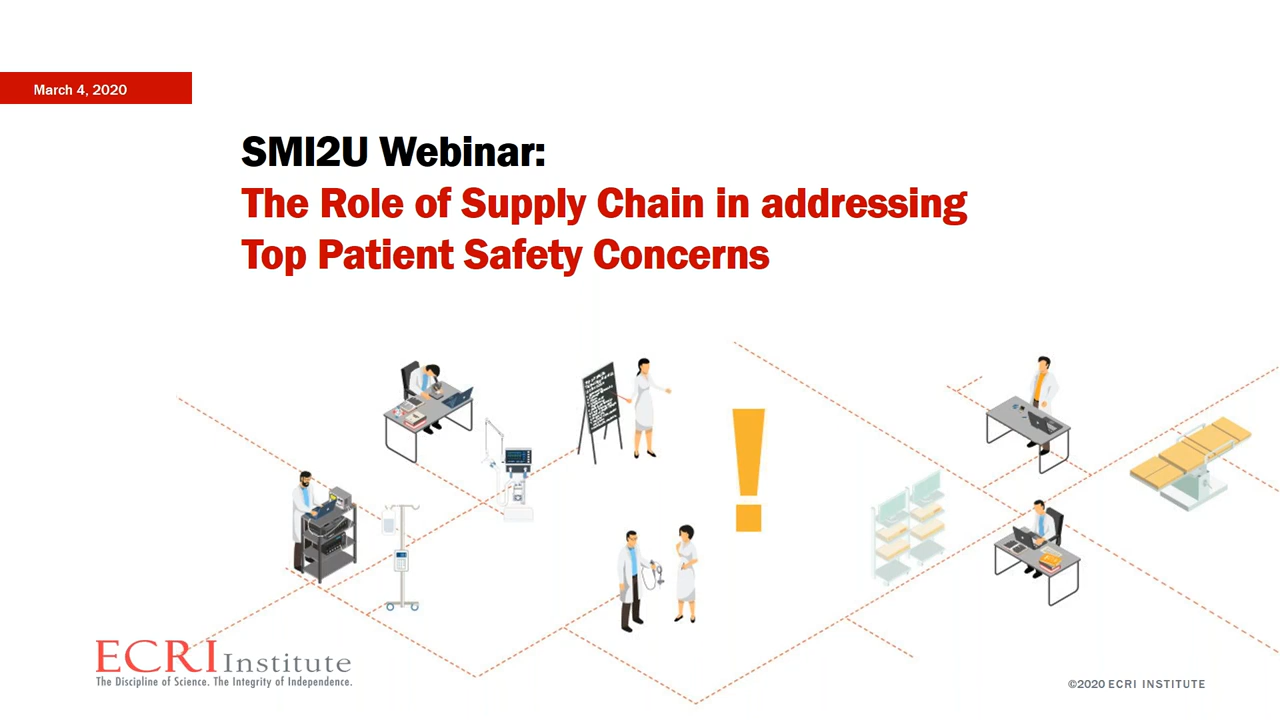 March 4, 2020
SMI2U Webinar:
The Role of Supply Chain in addressing
Top Patient Safety Concerns
ECRI Institute
The Discipline of Science. The Integrity of Independence.
©2020 ECRI INSTITUTE